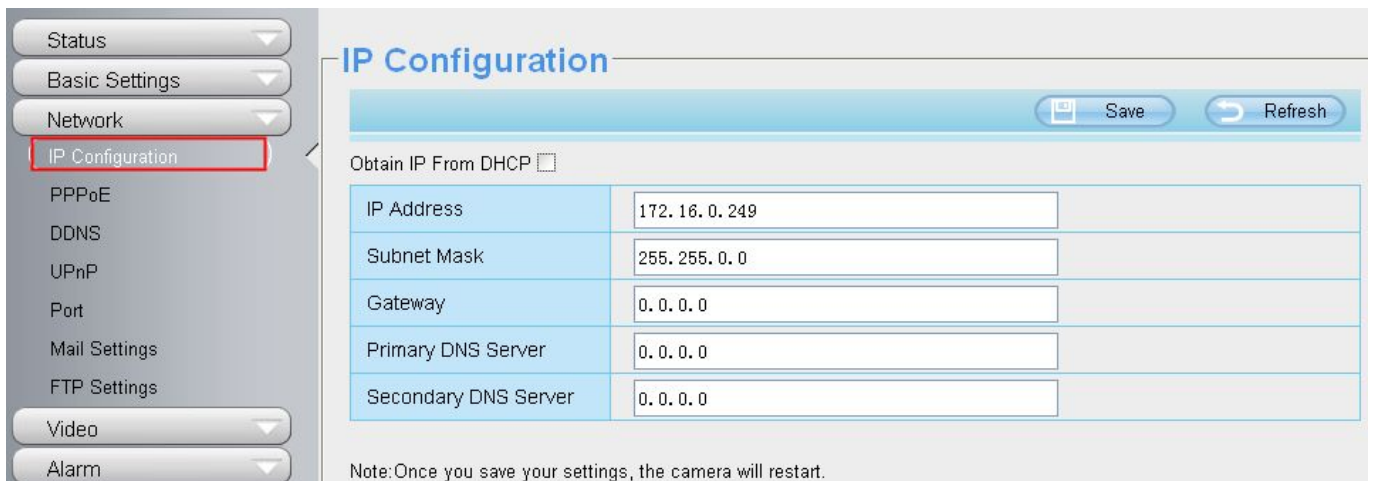 Status
Basic Settings
Network
IP Configuration
PPPoE
DDNS
UPnP
Port
Mail Settings
FTP Settings
Video
Alarm
IP Configuration
Save Refresh
Obtain IP From DHCP
IP Address 172.16.0.249
Subnet Mask 255.255.0.0
Gateway 0.0.0.0
Primary DNS Server 0.0.0.0
Secondary DNS Server 0.0.0.0
Note:Once you save your settings, the camera will restart.